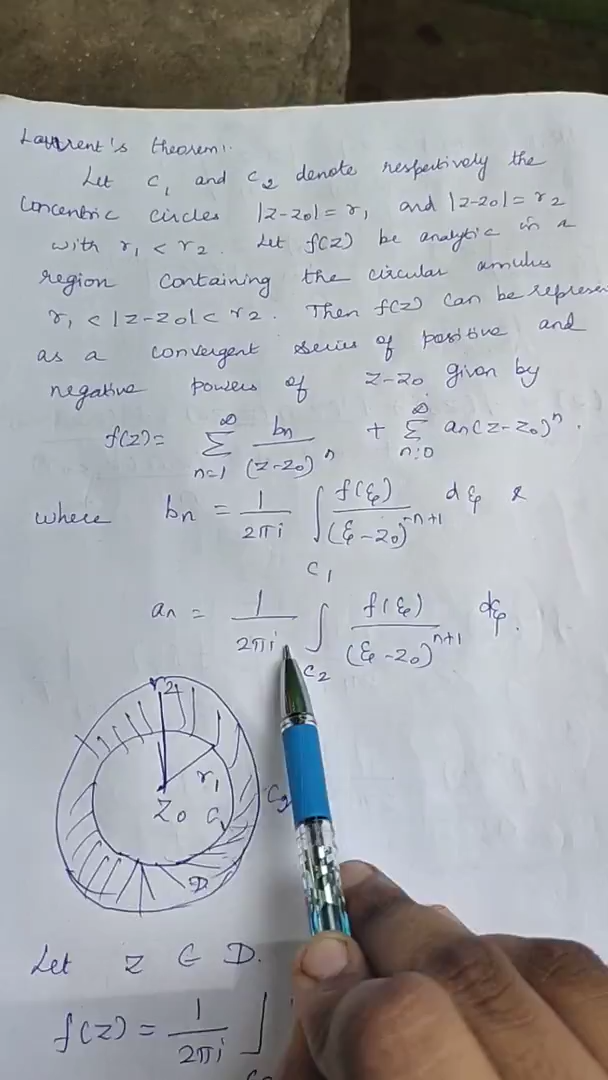 Laurent's theorem:
Let C₁ and C₂ denote respectively the
concentric circles |z-z₀| = r₁ and |z-z₀| = r₂
with r₁ < r₂. Let f(z) be analytic in a
region containing the circular annulus
r₁ < |z-z₀| < r₂. Then f(z) can be represen
as a convergent series of positive and
negative powers of z-z₀ given by
f(z) = ∑_{n=1}^{∞} bn/(z-z₀)^n + ∑_{n=0}^{∞} an(z-z₀)^n.
where bn = 1/2πi ∫_{C₁} f(ξ)/(ξ-z₀)^{-n+1} dξ &
an = 1/2πi ∫_{C₂} f(ξ)/(ξ-z₀)^{n+1} dξ.
r₂
r₁
C₂
z₀
C₁
D
Let z ∈ D.
f(z) = 1/2πi ∫